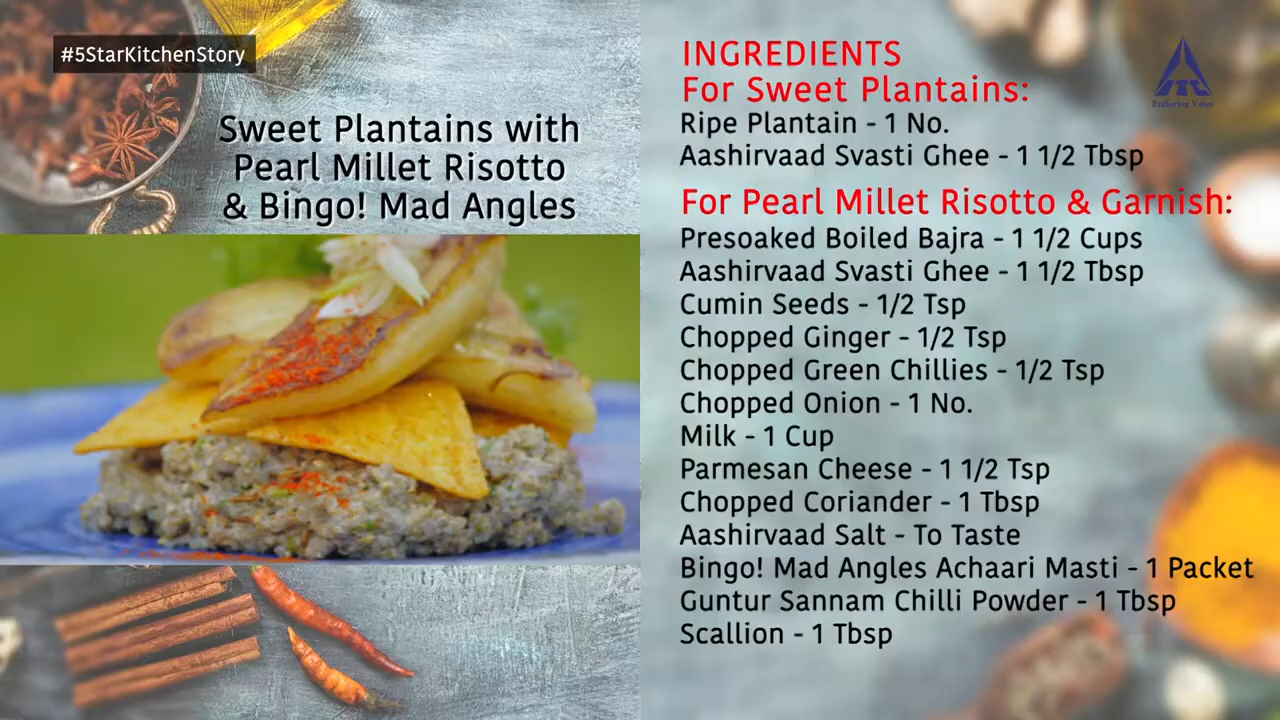 #5StarKitchenStory
Sweet Plantains with
Pearl Millet Risotto
& Bingo! Mad Angles
INGREDIENTS
For Sweet Plantains:
Ripe Plantain - 1 No.
Aashirvaad Svasti Ghee - 1 1/2 Tbsp
For Pearl Millet Risotto & Garnish:
Presoaked Boiled Bajra - 1 1/2 Cups
Aashirvaad Svasti Ghee - 1 1/2 Tbsp
Cumin Seeds - 1/2 Tsp
Chopped Ginger - 1/2 Tsp
Chopped Green Chillies - 1/2 Tsp
Chopped Onion - 1 No.
Milk - 1 Cup
Parmesan Cheese - 1 1/2 Tsp
Chopped Coriander - 1 Tbsp
Aashirvaad Salt - To Taste
Bingo! Mad Angles Achaari Masti - 1 Packet
Guntur Sannam Chilli Powder - 1 Tbsp
Scallion - 1 Tbsp
ITC
Enduring Value